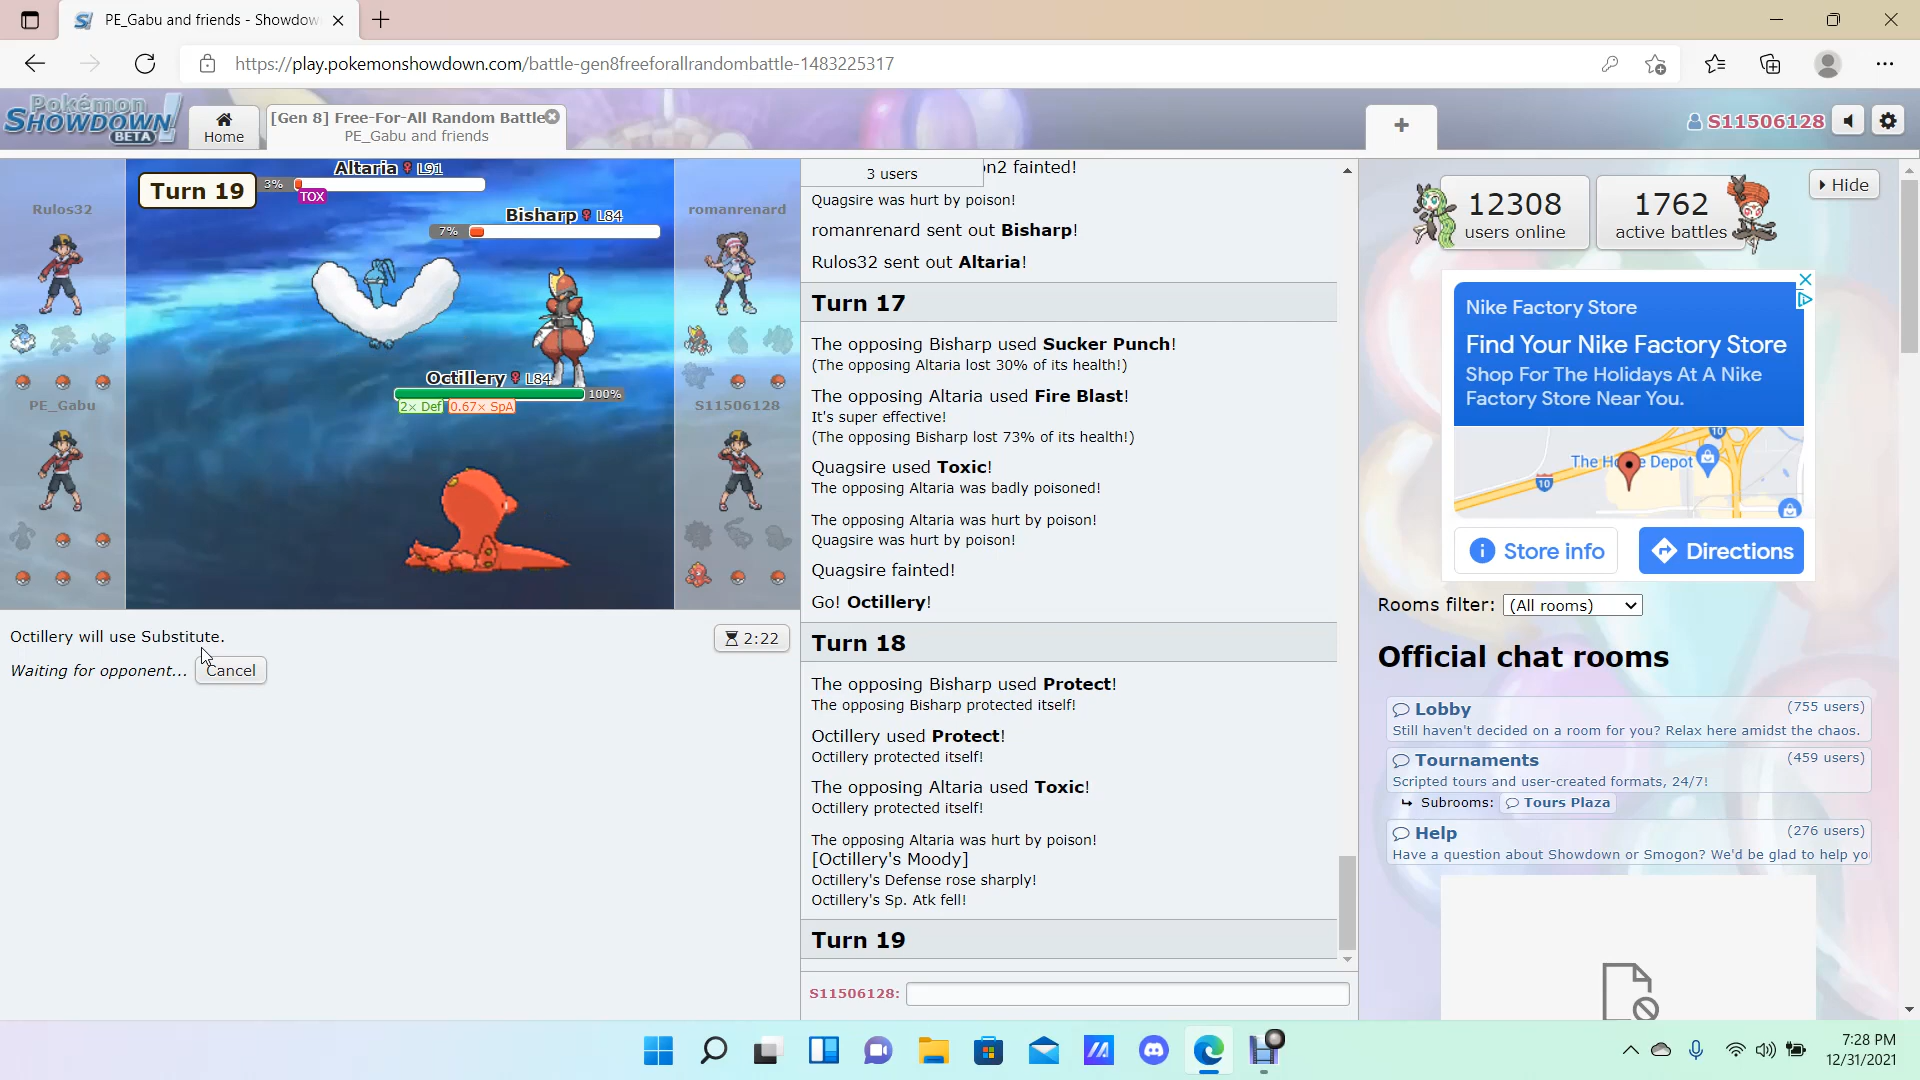 PE_Gabu and friends - Showdow
https://play.pokemonshowdown.com/battle-gen8freeforallrandombattle-1483225317
Pokémon
SHOWDOWN
BETA
Home
[Gen 8] Free-For-All Random Battle
PE_Gabu and friends
S11506128
Turn 19
Altaria L91
3%
TOX
Bisharp L84
7%
Octillery L84
100%
2× Def 0.67× SpA
Rulos32
PE_Gabu
romanrenard
S11506128
Octillery will use Substitute.
Waiting for opponent... Cancel
2:22
3 users
on2 fainted!
Quagsire was hurt by poison!
romanrenard sent out Bisharp!
Rulos32 sent out Altaria!
Turn 17
The opposing Bisharp used Sucker Punch!
(The opposing Altaria lost 30% of its health!)
The opposing Altaria used Fire Blast!
It's super effective!
(The opposing Bisharp lost 73% of its health!)
Quagsire used Toxic!
The opposing Altaria was badly poisoned!
The opposing Altaria was hurt by poison!
Quagsire was hurt by poison!
Quagsire fainted!
Go! Octillery!
Turn 18
The opposing Bisharp used Protect!
The opposing Bisharp protected itself!
Octillery used Protect!
Octillery protected itself!
The opposing Altaria used Toxic!
Octillery protected itself!
The opposing Altaria was hurt by poison!
[Octillery's Moody]
Octillery's Defense rose sharply!
Octillery's Sp. Atk fell!
Turn 19
S11506128:
12308
users online
1762
active battles
Hide
Nike Factory Store
Find Your Nike Factory Store
Shop For The Holidays At A Nike
Factory Store Near You.
The Ho e Depot
10
10
Store info
Directions
Rooms filter: (All rooms)
Official chat rooms
Lobby (755 users)
Still haven't decided on a room for you? Relax here amidst the chaos.
Tournaments (459 users)
Scripted tours and user-created formats, 24/7!
Subrooms: Tours Plaza
Help (276 users)
Have a question about Showdown or Smogon? We'd be glad to help yo
7:28 PM
12/31/2021